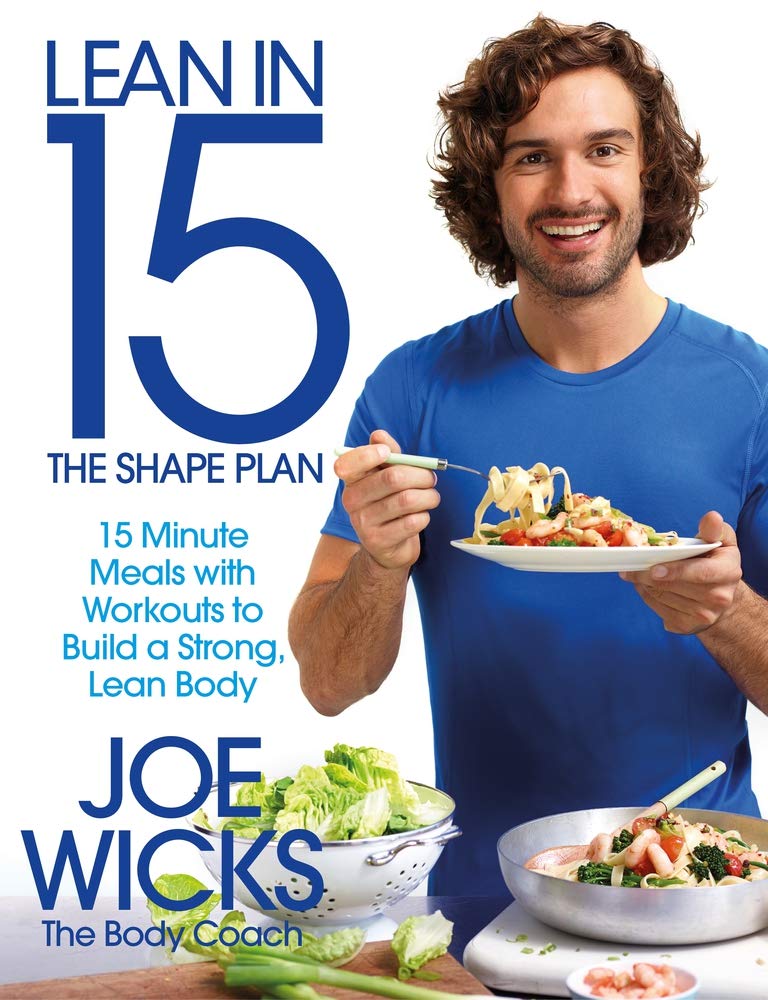 LEAN IN
15
THE SHAPE PLAN
15 Minute
Meals with
Workouts to
Build a Strong,
Lean Body
JOE
WICKS
The Body Coach